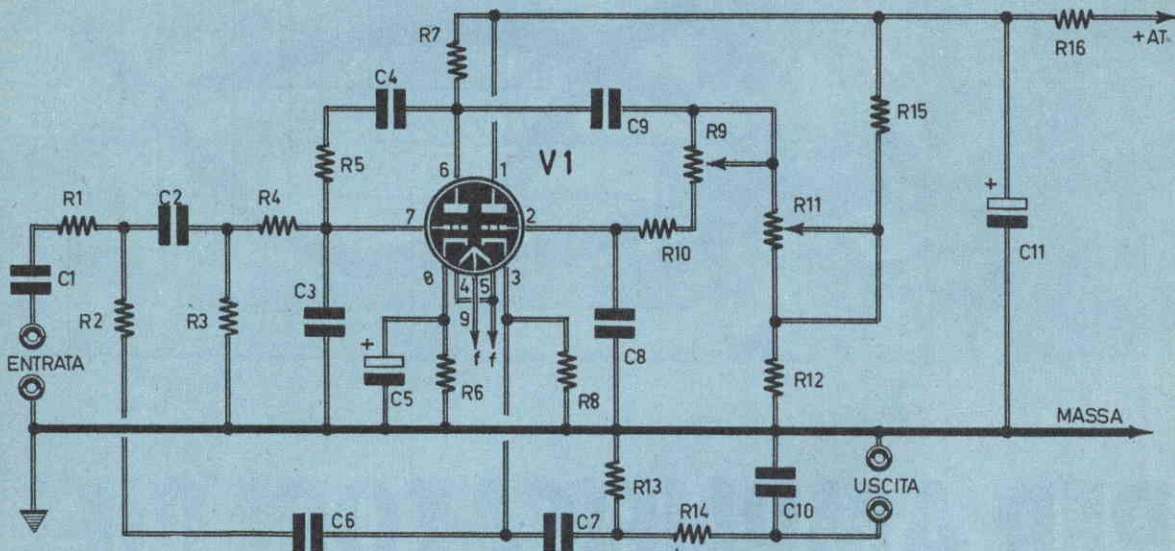 R7
R16
+AT.
C4
C9
R9
R15
R5
V1
6
1
R1
C2
R4
7
2
R11
+
C11
R10
C1
R2
R3
C3
8
4
5
3
9
C8
ENTRATA
+
C5
R6
f
f
R8
R12
MASSA
R13
USCITA
C6
C7
R14
C10